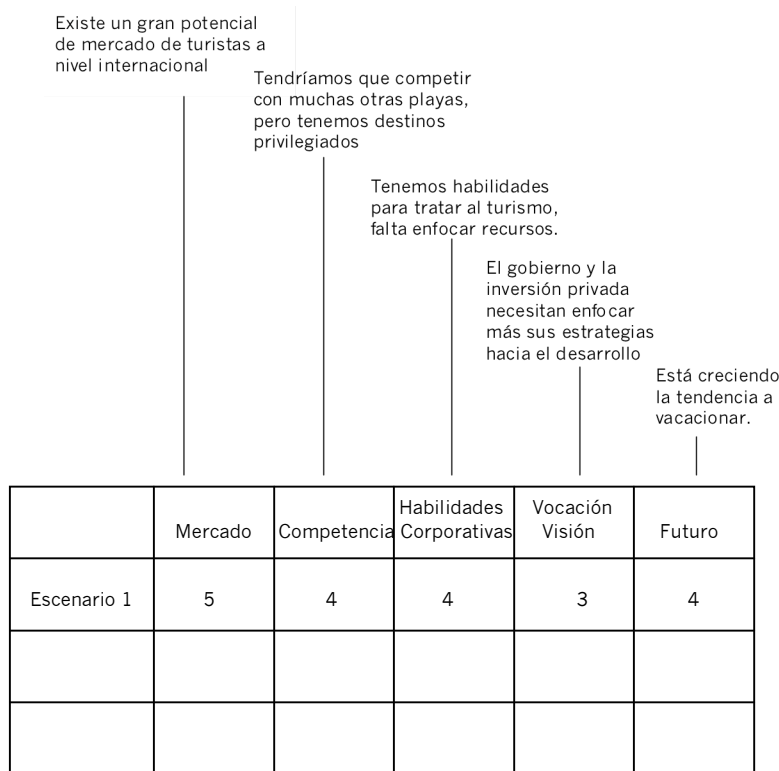 Existe un gran potencial
de mercado de turistas a
nivel internacional
Tendríamos que competir
con muchas otras playas,
pero tenemos destinos
privilegiados
Tenemos habilidades
para tratar al turismo,
falta enfocar recursos.
El gobierno y la
inversión privada
necesitan enfocar
más sus estrategias
hacia el desarrollo
Está creciendo
la tendencia a
vacacionar.
Mercado
Competencia
Habilidades
Corporativas
Vocación
Visión
Futuro
Escenario 1
5
4
4
3
4